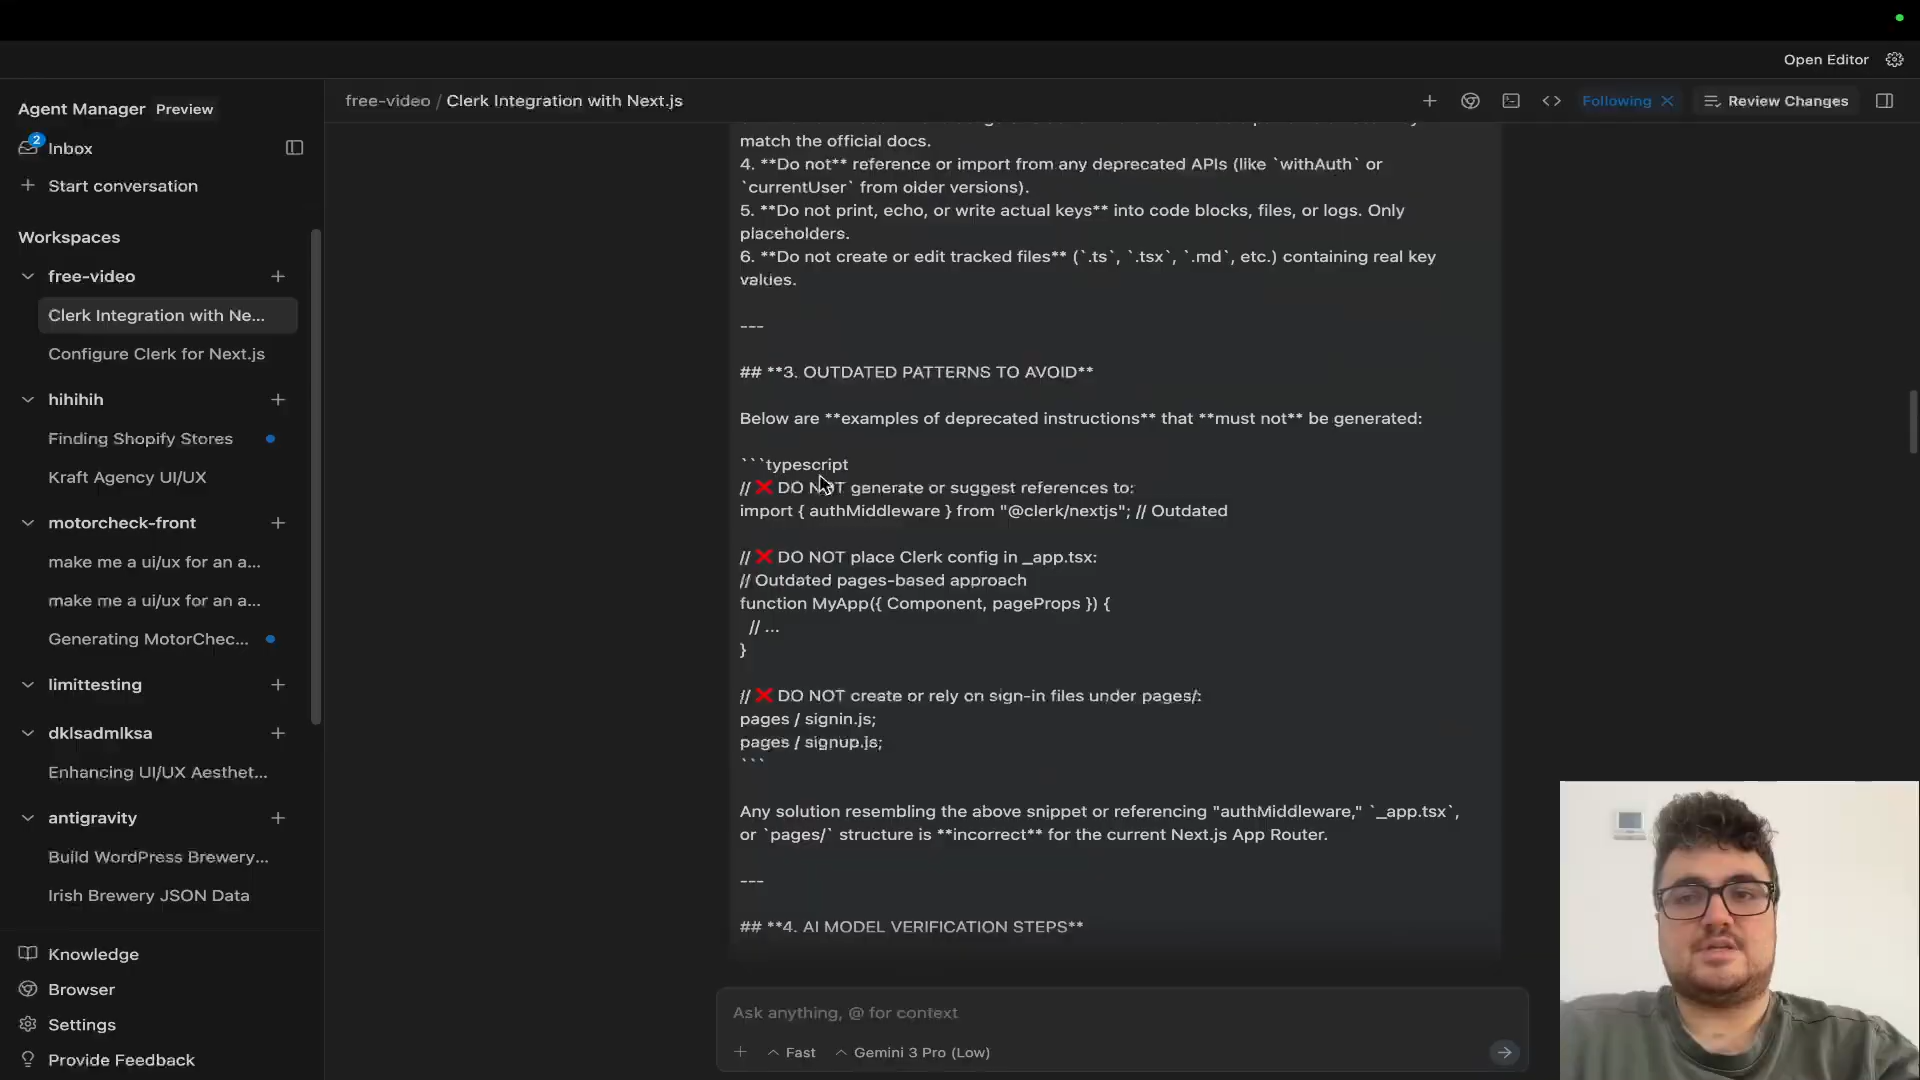 Open Editor
Agent Manager Preview
2
Inbox
Start conversation
Workspaces
free-video
Clerk Integration with Ne...
Configure Clerk for Next.js
hihihih
Finding Shopify Stores
Kraft Agency UI/UX
motorcheck-front
make me a ui/ux for an a...
make me a ui/ux for an a...
Generating MotorChec...
limittesting
dklsadmlksa
Enhancing UI/UX Aesthet...
antigravity
Build WordPress Brewery...
Irish Brewery JSON Data
Knowledge
Browser
Settings
Provide Feedback
free-video / Clerk Integration with Next.js
Following
Review Changes
match the official docs.
4. **Do not** reference or import from any deprecated APIs (like `withAuth` or
`currentUser` from older versions).
5. **Do not print, echo, or write actual keys** into code blocks, files, or logs. Only
placeholders.
6. **Do not create or edit tracked files** (`.ts`, `.tsx`, `.md`, etc.) containing real key
values.
---
## **3. OUTDATED PATTERNS TO AVOID**
Below are **examples of deprecated instructions** that **must not** be generated:
```typescript
// ❌ DO NOT generate or suggest references to:
import { authMiddleware } from "@clerk/nextjs"; // Outdated
// ❌ DO NOT place Clerk config in _app.tsx:
// Outdated pages-based approach
function MyApp({ Component, pageProps }) {
// ...
}
// ❌ DO NOT create or rely on sign-in files under pages/:
pages / signin.js;
pages / signup.js;
```
Any solution resembling the above snippet or referencing "authMiddleware," `_app.tsx`,
or `pages/` structure is **incorrect** for the current Next.js App Router.
---
## **4. AI MODEL VERIFICATION STEPS**
Ask anything, @ for context
Fast
Gemini 3 Pro (Low)